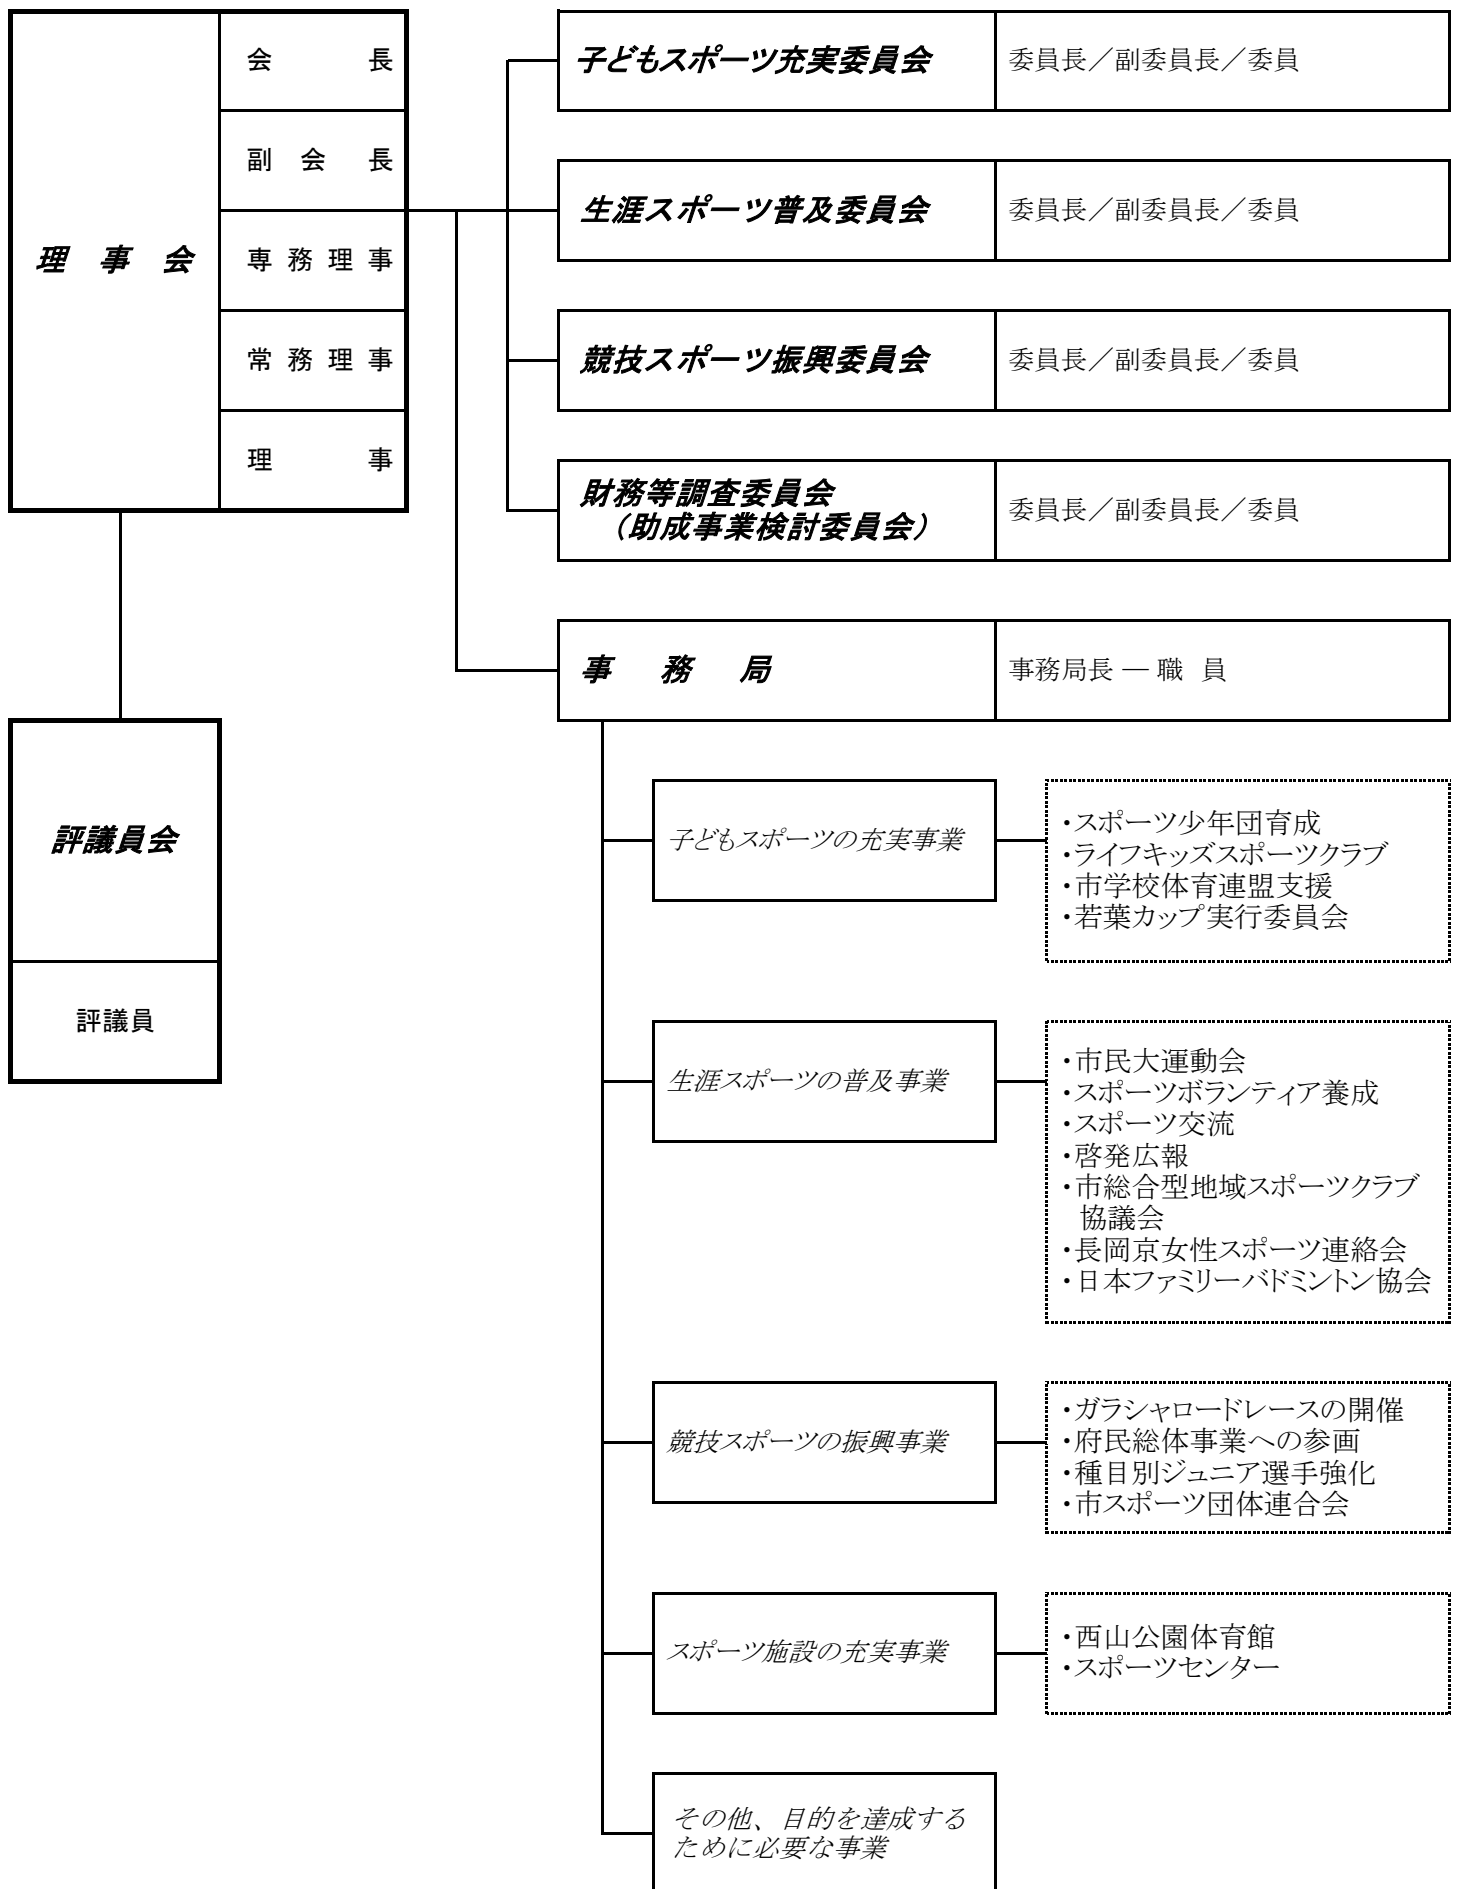 理事会
会長
副会長
専務理事
常務理事
理事
子どもスポーツ充実委員会
委員長／副委員長／委員
生涯スポーツ普及委員会
委員長／副委員長／委員
競技スポーツ振興委員会
委員長／副委員長／委員
財務等調査委員会
（助成事業検討委員会）
委員長／副委員長／委員
事務局
事務局長 ― 職 員
評議員会
評議員
子どもスポーツの充実事業
・スポーツ少年団育成
・ライフキッズスポーツクラブ
・市学校体育連盟支援
・若葉カップ実行委員会
生涯スポーツの普及事業
・市民大運動会
・スポーツボランティア養成
・スポーツ交流
・啓発広報
・市総合型地域スポーツクラブ
協議会
・長岡京女性スポーツ連絡会
・日本ファミリーバドミントン協会
競技スポーツの振興事業
・ガラシャロードレースの開催
・府民総体事業への参画
・種目別ジュニア選手強化
・市スポーツ団体連合会
スポーツ施設の充実事業
・西山公園体育館
・スポーツセンター
その他、目的を達成する
ために必要な事業